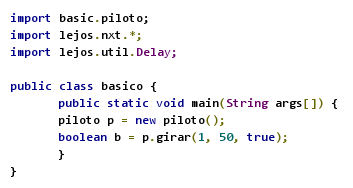 import basic.piloto;
import lejos.nxt.*;
import lejos.util.Delay;
public class basico {
public static void main(String args[]) {
piloto p = new piloto();
boolean b = p.girar(1, 50, true);
}
}